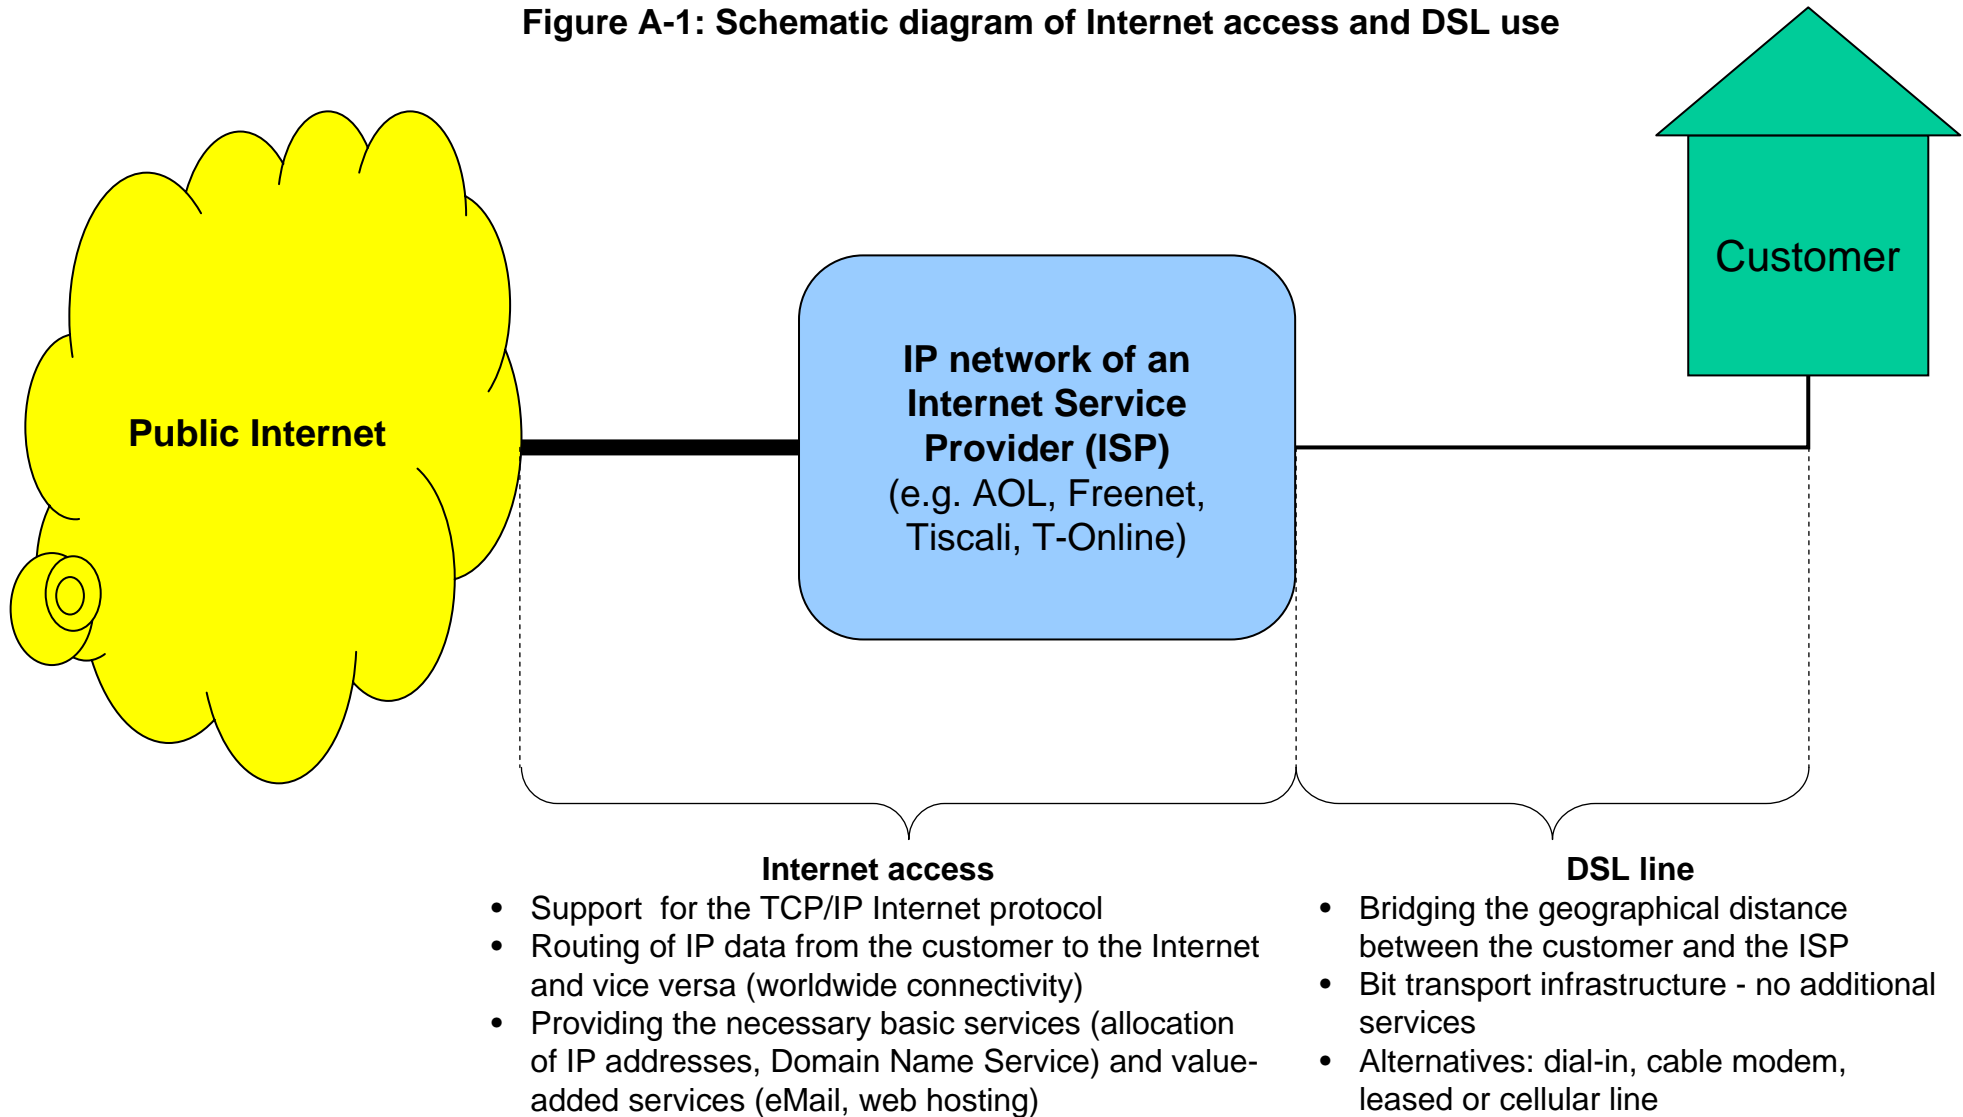 Figure A-1: Schematic diagram of Internet access and DSL use
Customer
Public Internet
IP network of an
Internet Service
Provider (ISP)
(e.g. AOL, Freenet,
Tiscali, T-Online)
Internet access
• Support for the TCP/IP Internet protocol
• Routing of IP data from the customer to the Internet
and vice versa (worldwide connectivity)
• Providing the necessary basic services (allocation
of IP addresses, Domain Name Service) and value-
added services (eMail, web hosting)
DSL line
• Bridging the geographical distance
between the customer and the ISP
• Bit transport infrastructure - no additional
services
• Alternatives: dial-in, cable modem,
leased or cellular line